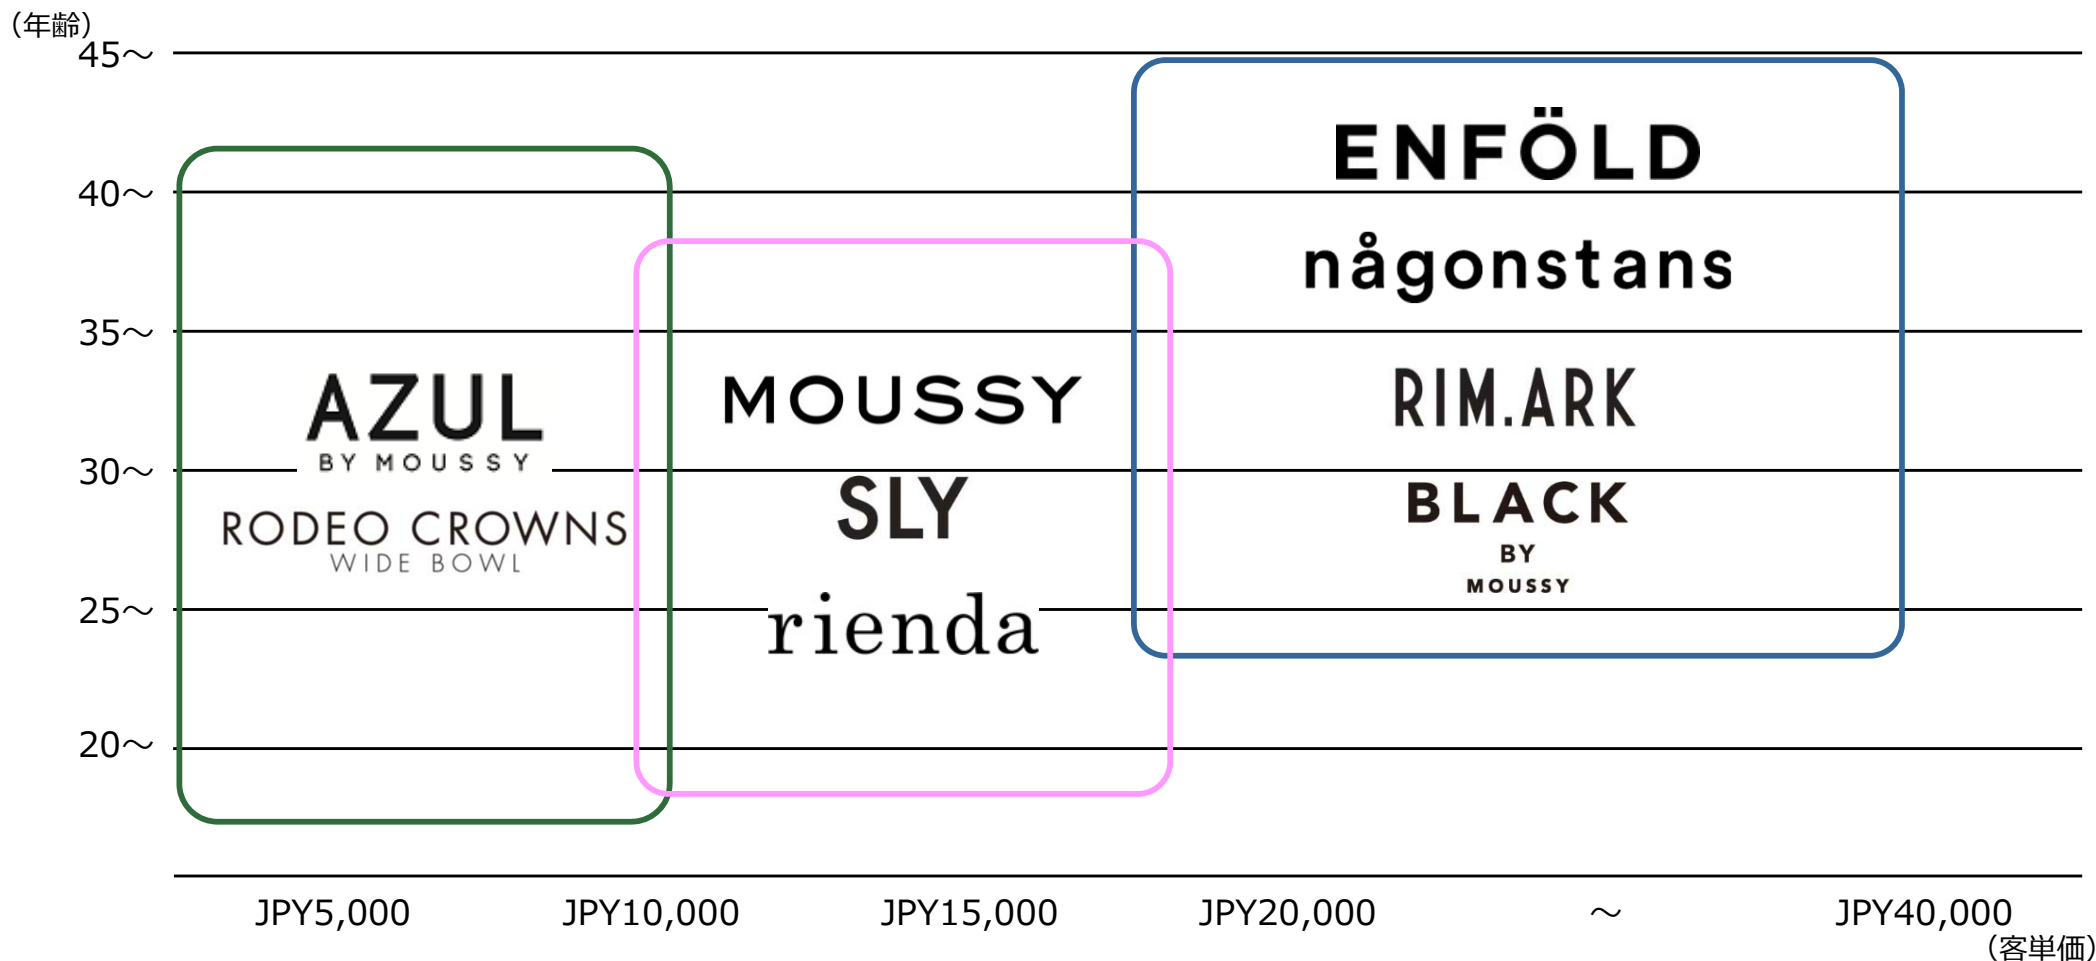 （年齢）
45～
ENFÖLD
40～
någonstans
35～
AZUL
BY MOUSSY
MOUSSY
RIM.ARK
30～
RODEO CROWNS
WIDE BOWL
SLY
BLACK
BY
MOUSSY
25～
rienda
20～
JPY5,000 JPY10,000 JPY15,000 JPY20,000 ～ JPY40,000
（客単価）